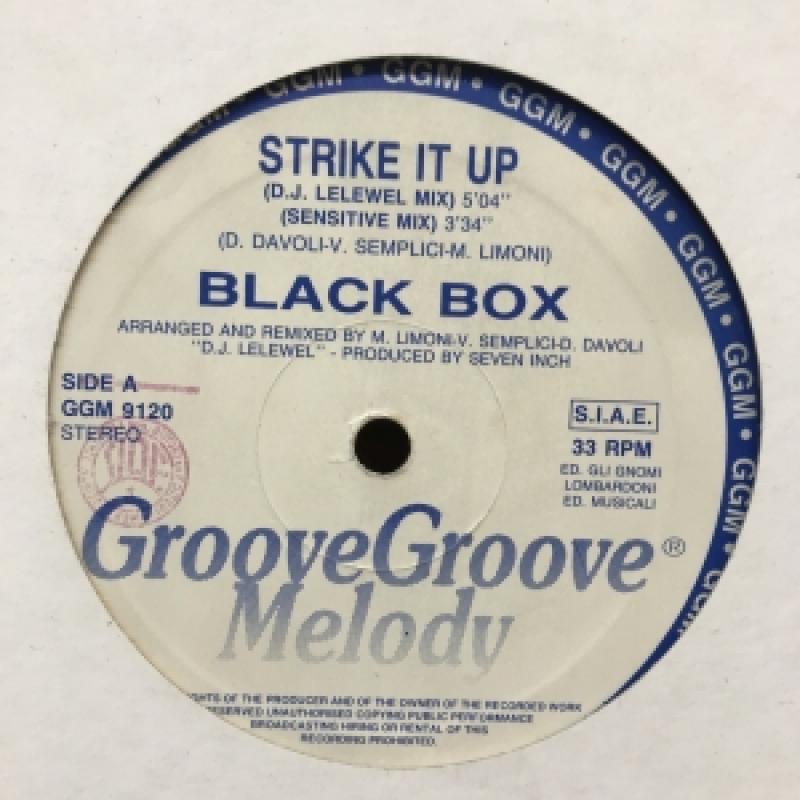 GGM • GGM • GGM • GGM • GGM • GGM • GGM • GGM
STRIKE IT UP
(D.J. LELEWEL MIX) 5'04"
(SENSITIVE MIX) 3'34"
(D. DAVOLI-V. SEMPLICI-M. LIMONI)
BLACK BOX
ARRANGED AND REMIXED BY M. LIMONI-V. SEMPLICI-D. DAVOLI
"D.J. LELEWEL" - PRODUCED BY SEVEN INCH
SIDE A
GGM 9120
STEREO
S.I.A.E.
33 RPM
ED. GLI GNOMI
LOMBARDONI
ED. MUSICALI
GrooveGroove®
Melody
OF THE PRODUCER AND OF THE OWNER OF THE RECORDED WORK
RESERVED UNAUTHORISED COPYING PUBLIC PERFORMANCE
BROADCASTING HIRING OR RENTAL OF THIS
RECORDING PROHIBITED.